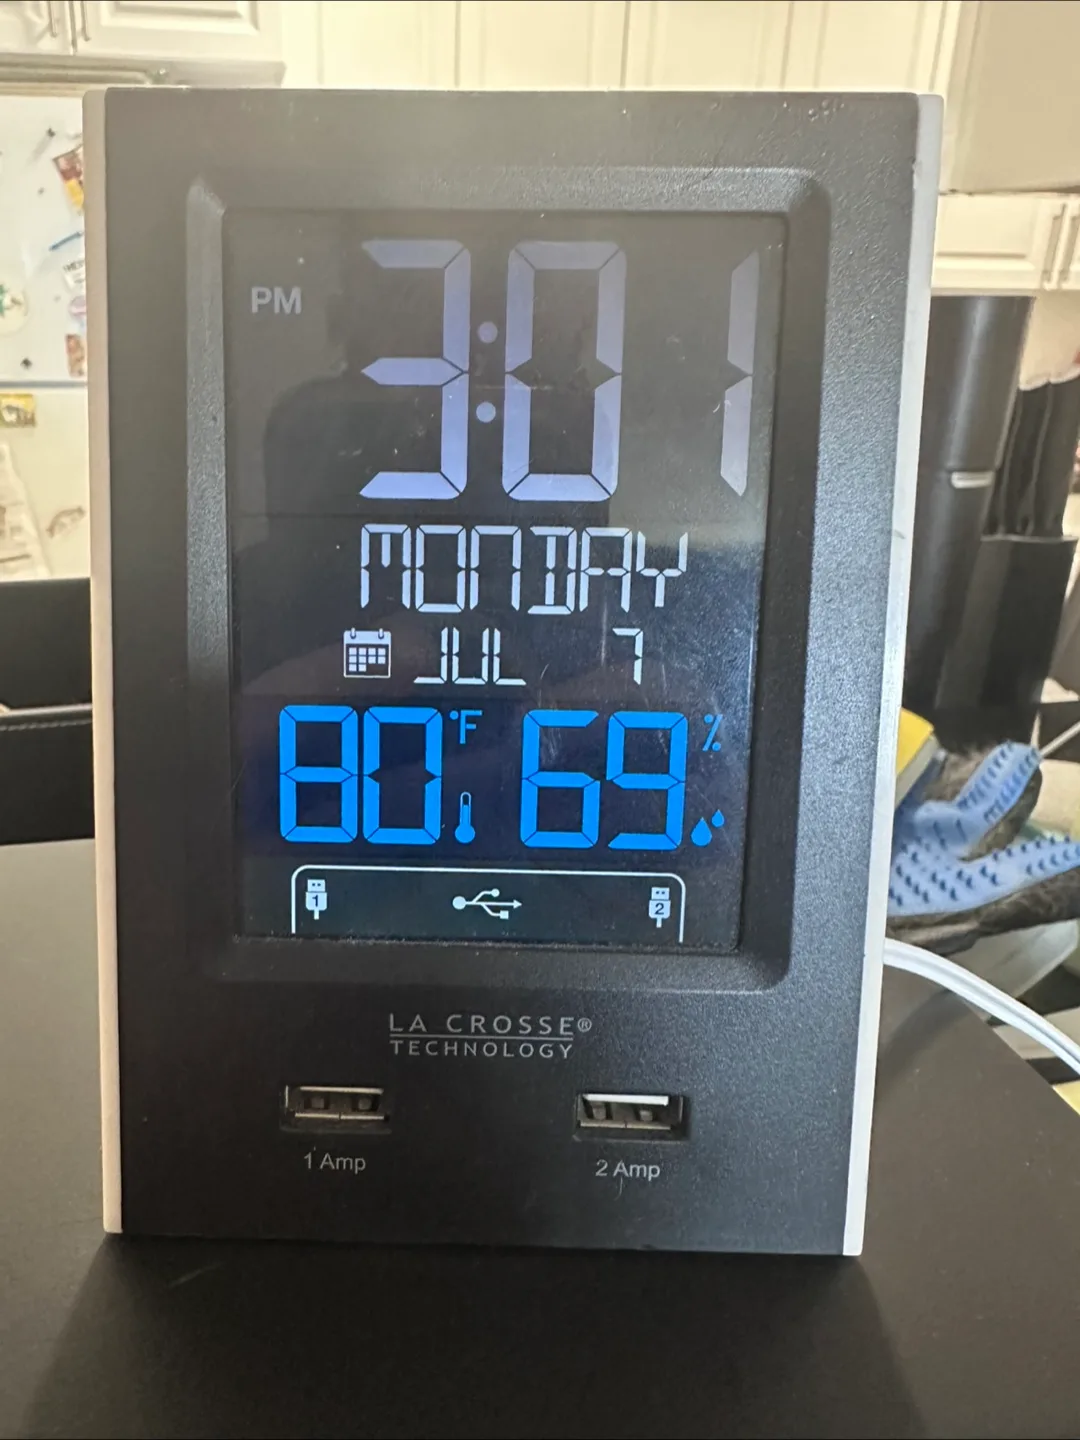 PM 3:01
MONDAY
JUL 7
80°F 69%
1 2
LA CROSSE®
TECHNOLOGY
1 Amp 2 Amp